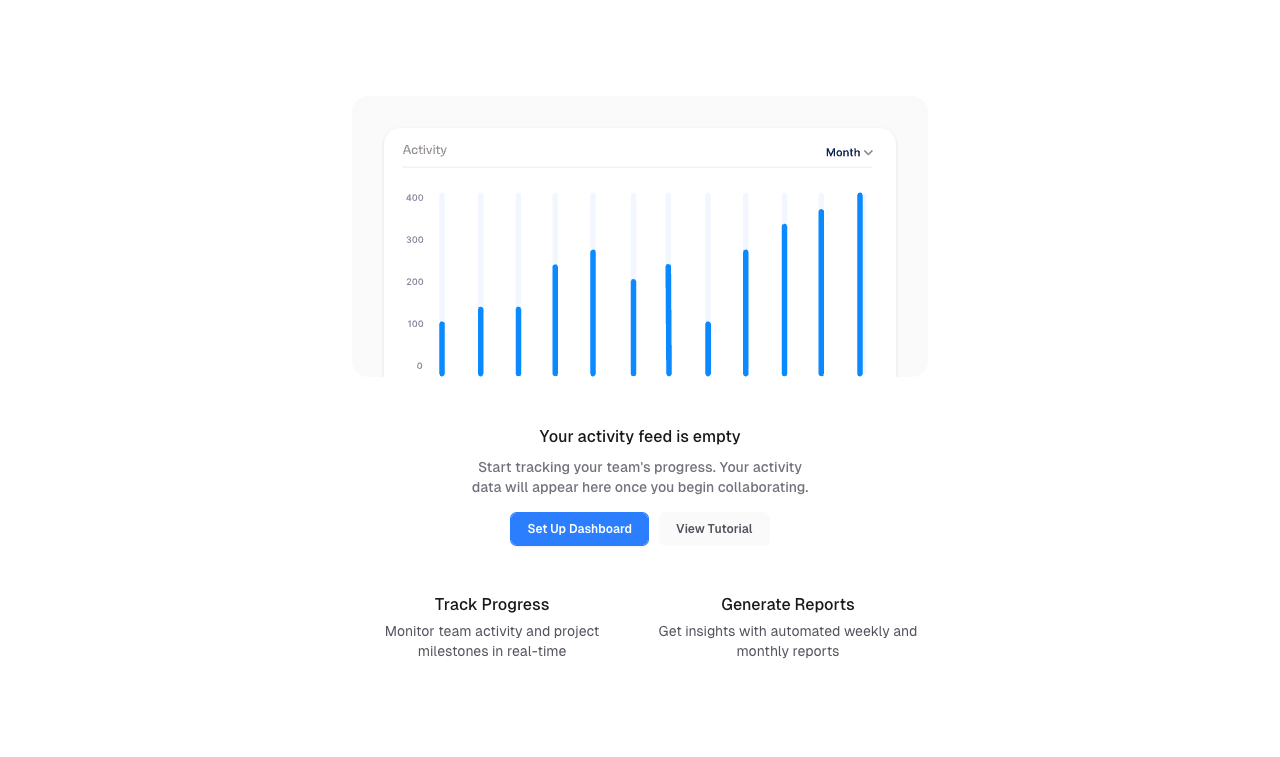 Activity
Month
400
300
200
100
0
Your activity feed is empty
Start tracking your team's progress. Your activity
data will appear here once you begin collaborating.
Set Up Dashboard
View Tutorial
Track Progress
Monitor team activity and project
milestones in real-time
Generate Reports
Get insights with automated weekly and
monthly reports